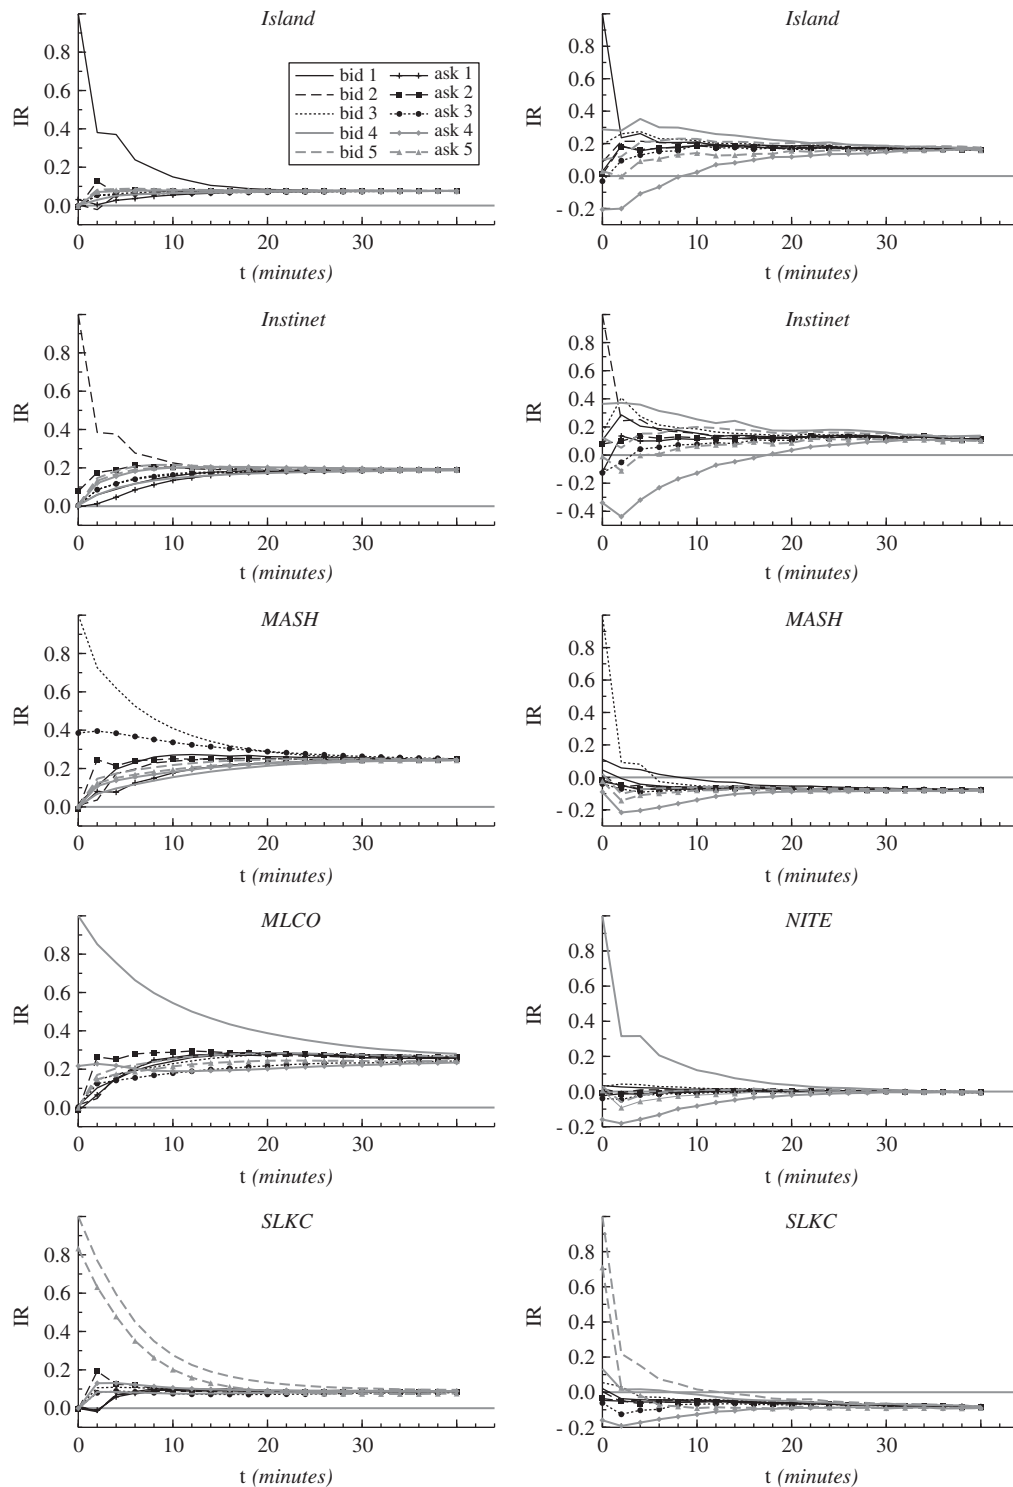 Island
IR
0.8
0.6
0.4
0.2
0.0
bid 1
bid 2
bid 3
bid 4
bid 5
ask 1
ask 2
ask 3
ask 4
ask 5
0 10 20 30
t (minutes)
Island
IR
0.8
0.6
0.4
0.2
0.0
- 0.2
0 10 20 30
t (minutes)
Instinet
IR
0.8
0.6
0.4
0.2
0.0
0 10 20 30
t (minutes)
Instinet
IR
0.8
0.6
0.4
0.2
0.0
- 0.2
- 0.4
0 10 20 30
t (minutes)
MASH
IR
0.8
0.6
0.4
0.2
0.0
0 10 20 30
t (minutes)
MASH
IR
0.8
0.6
0.4
0.2
0.0
- 0.2
0 10 20 30
t (minutes)
MLCO
IR
0.8
0.6
0.4
0.2
0.0
0 10 20 30
t (minutes)
NITE
IR
0.8
0.6
0.4
0.2
0.0
- 0.2
0 10 20 30
t (minutes)
SLKC
IR
0.8
0.6
0.4
0.2
0.0
0 10 20 30
t (minutes)
SLKC
IR
0.8
0.6
0.4
0.2
0.0
- 0.2
0 10 20 30
t (minutes)